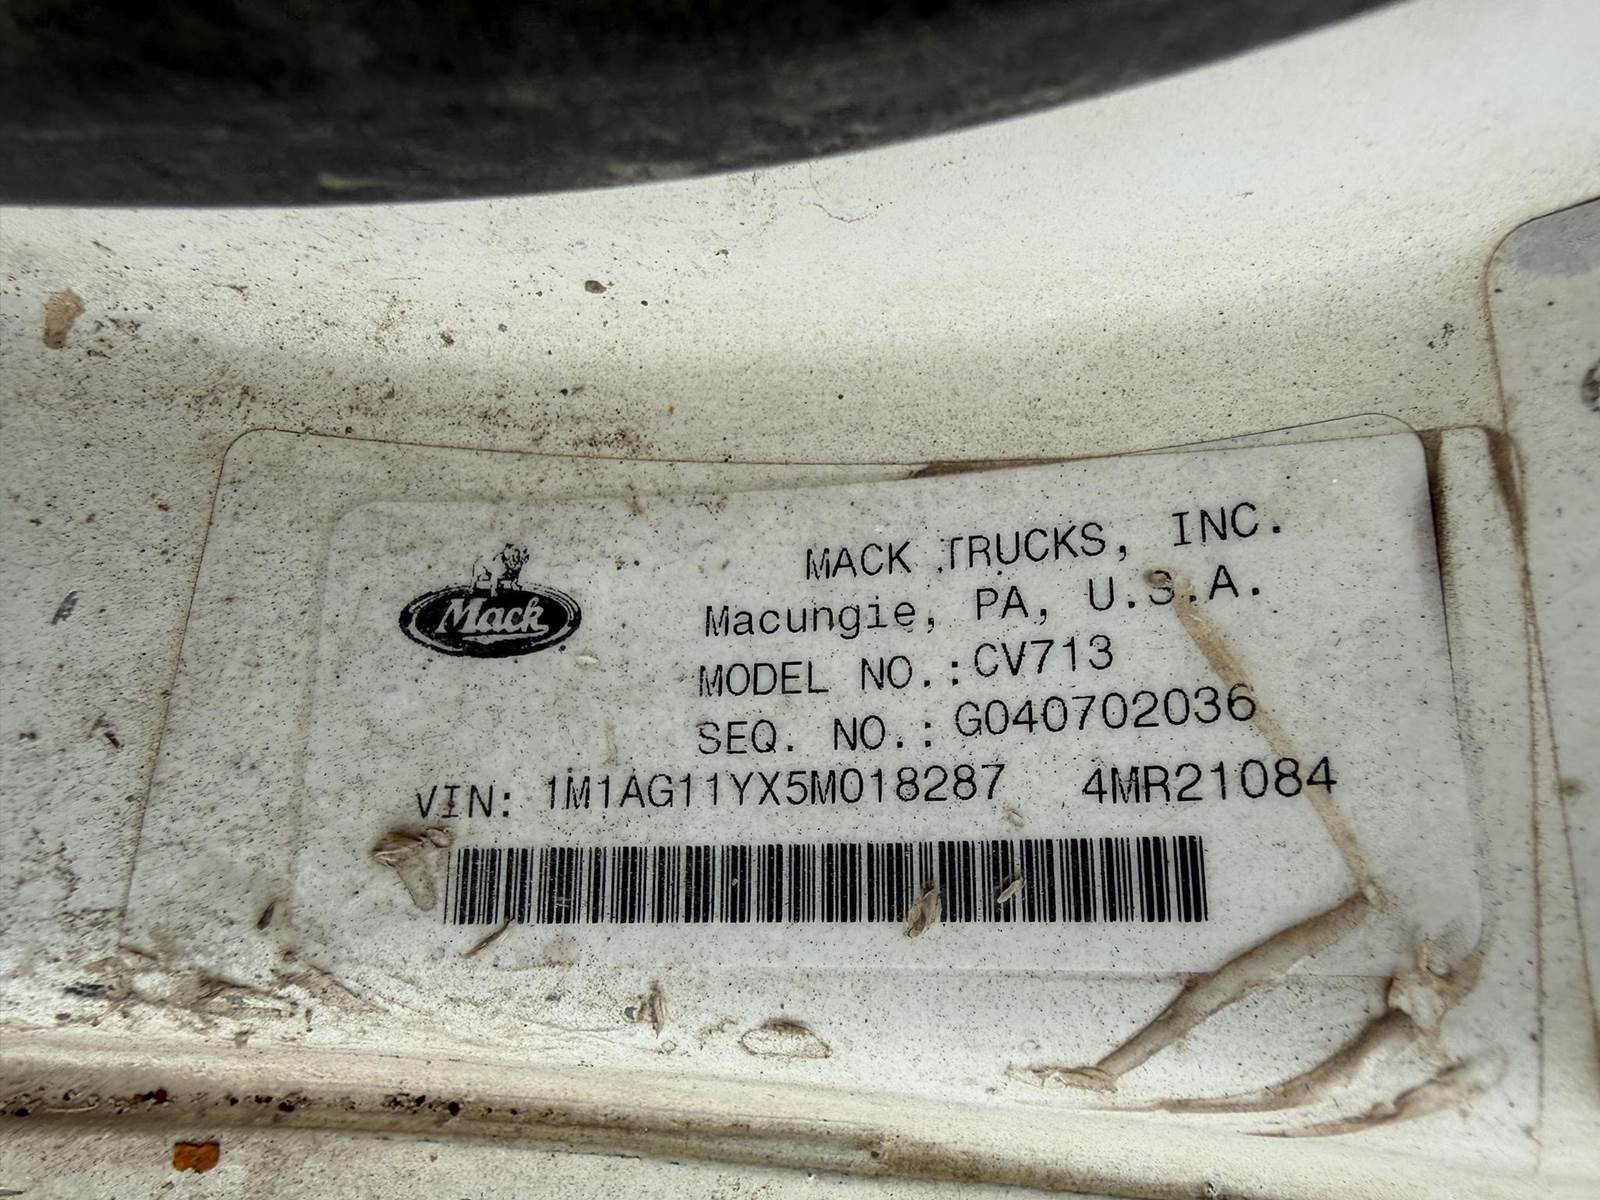 Mack
MACK TRUCKS, INC.
Macungie, PA, U.S.A.
MODEL NO.:CV713
SEQ. NO.: G040702036
VIN: 1M1AG11YX5M018287 4MR21084